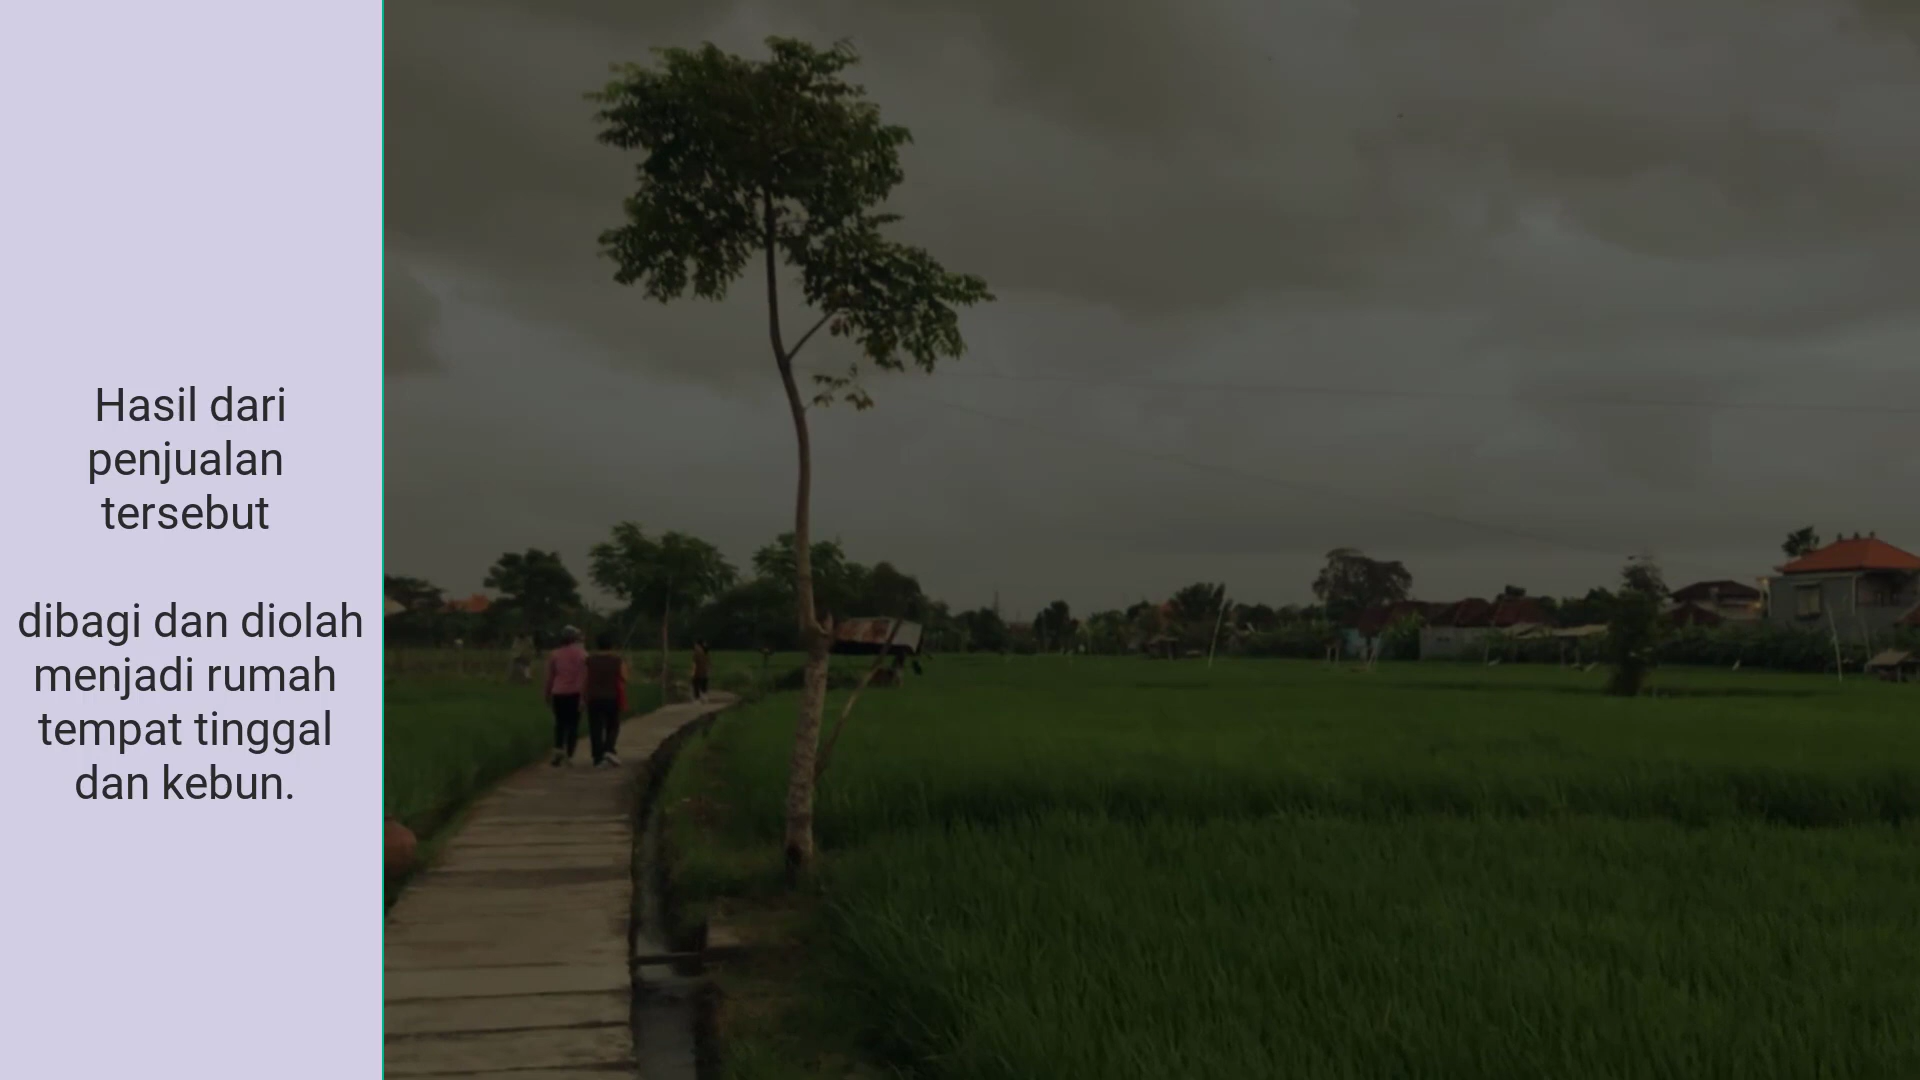 Hasil dari
penjualan
tersebut
dibagi dan diolah
menjadi rumah
tempat tinggal
dan kebun.